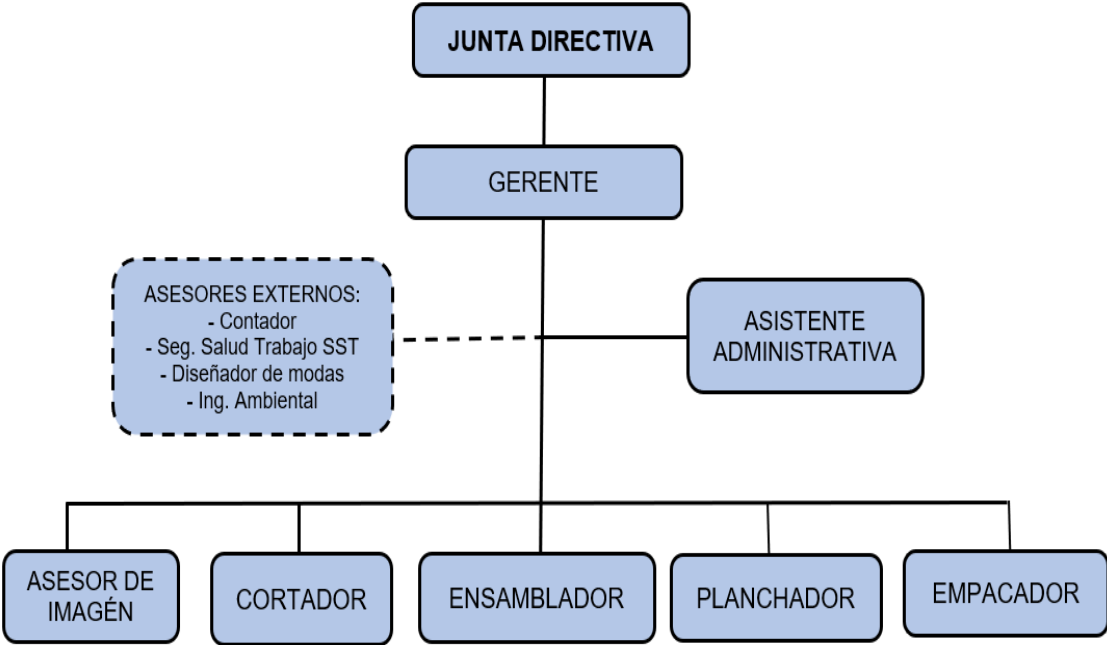 JUNTA DIRECTIVA
GERENTE
ASESORES EXTERNOS:
- Contador
- Seg. Salud Trabajo SST
- Diseñador de modas
- Ing. Ambiental
ASISTENTE
ADMINISTRATIVA
ASESOR DE
IMAGÉN
CORTADOR
ENSAMBLADOR
PLANCHADOR
EMPACADOR